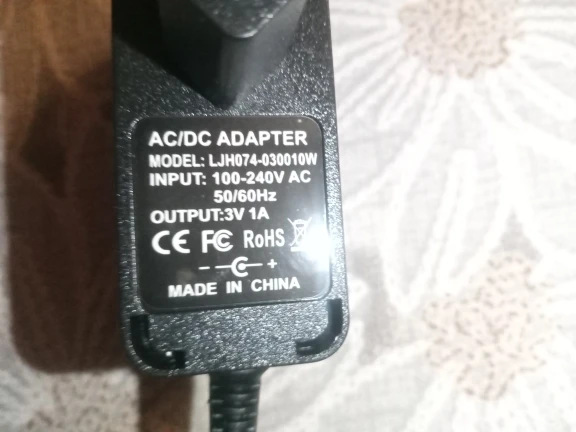 AC/DC ADAPTER
MODEL: LJH074-030010W
INPUT: 100-240V AC
50/60Hz
OUTPUT:3V 1A
CE FC RoHS
- +
MADE IN CHINA